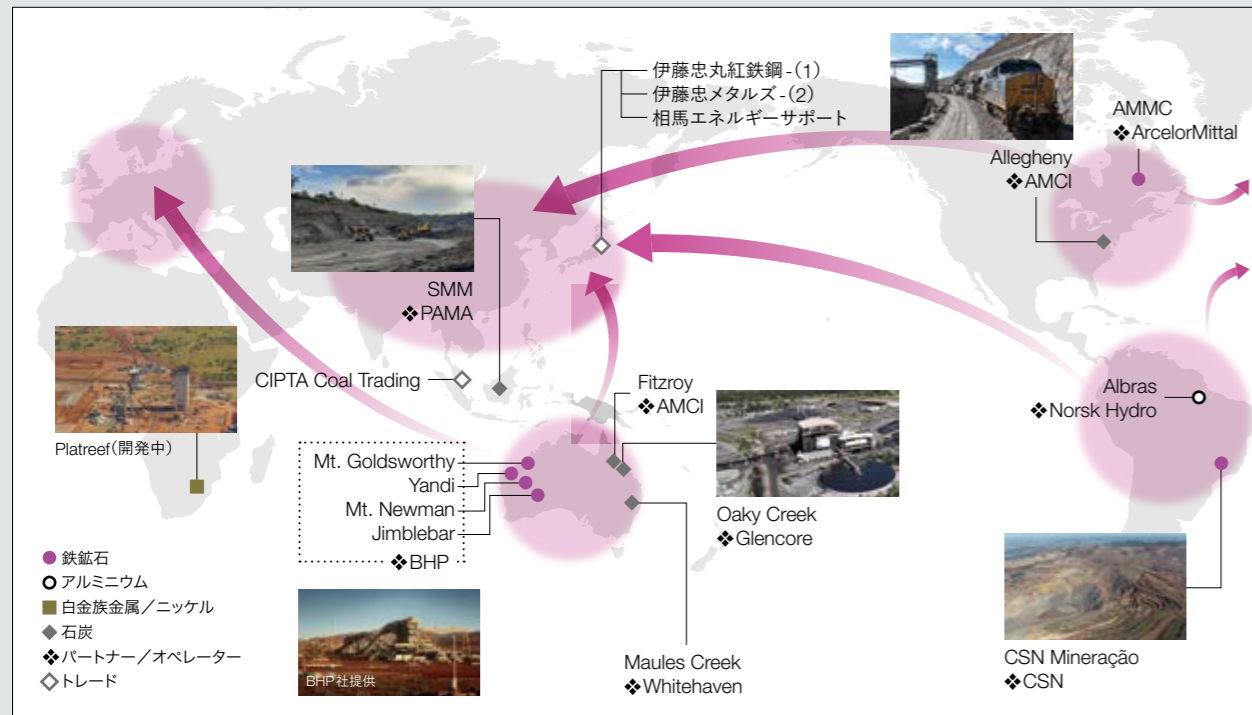 伊藤忠丸紅鉄鋼-(1)
伊藤忠メタルズ-(2)
相馬エネルギーサポート
AMMC
❖ArcelorMittal
Allegheny
❖AMCI
SMM
❖PAMA
CIPTA Coal Trading
Platreef(開発中)
Fitzroy
❖AMCI
Albras
❖Norsk Hydro
Mt. Goldsworthy
Yandi
Mt. Newman
Jimblebar
❖BHP
Oaky Creek
❖Glencore
BHP社提供
Maules Creek
❖Whitehaven
CSN Mineração
❖CSN
鉄鉱石
アルミニウム
白金族金属／ニッケル
石炭
❖パートナー／オペレーター
トレード